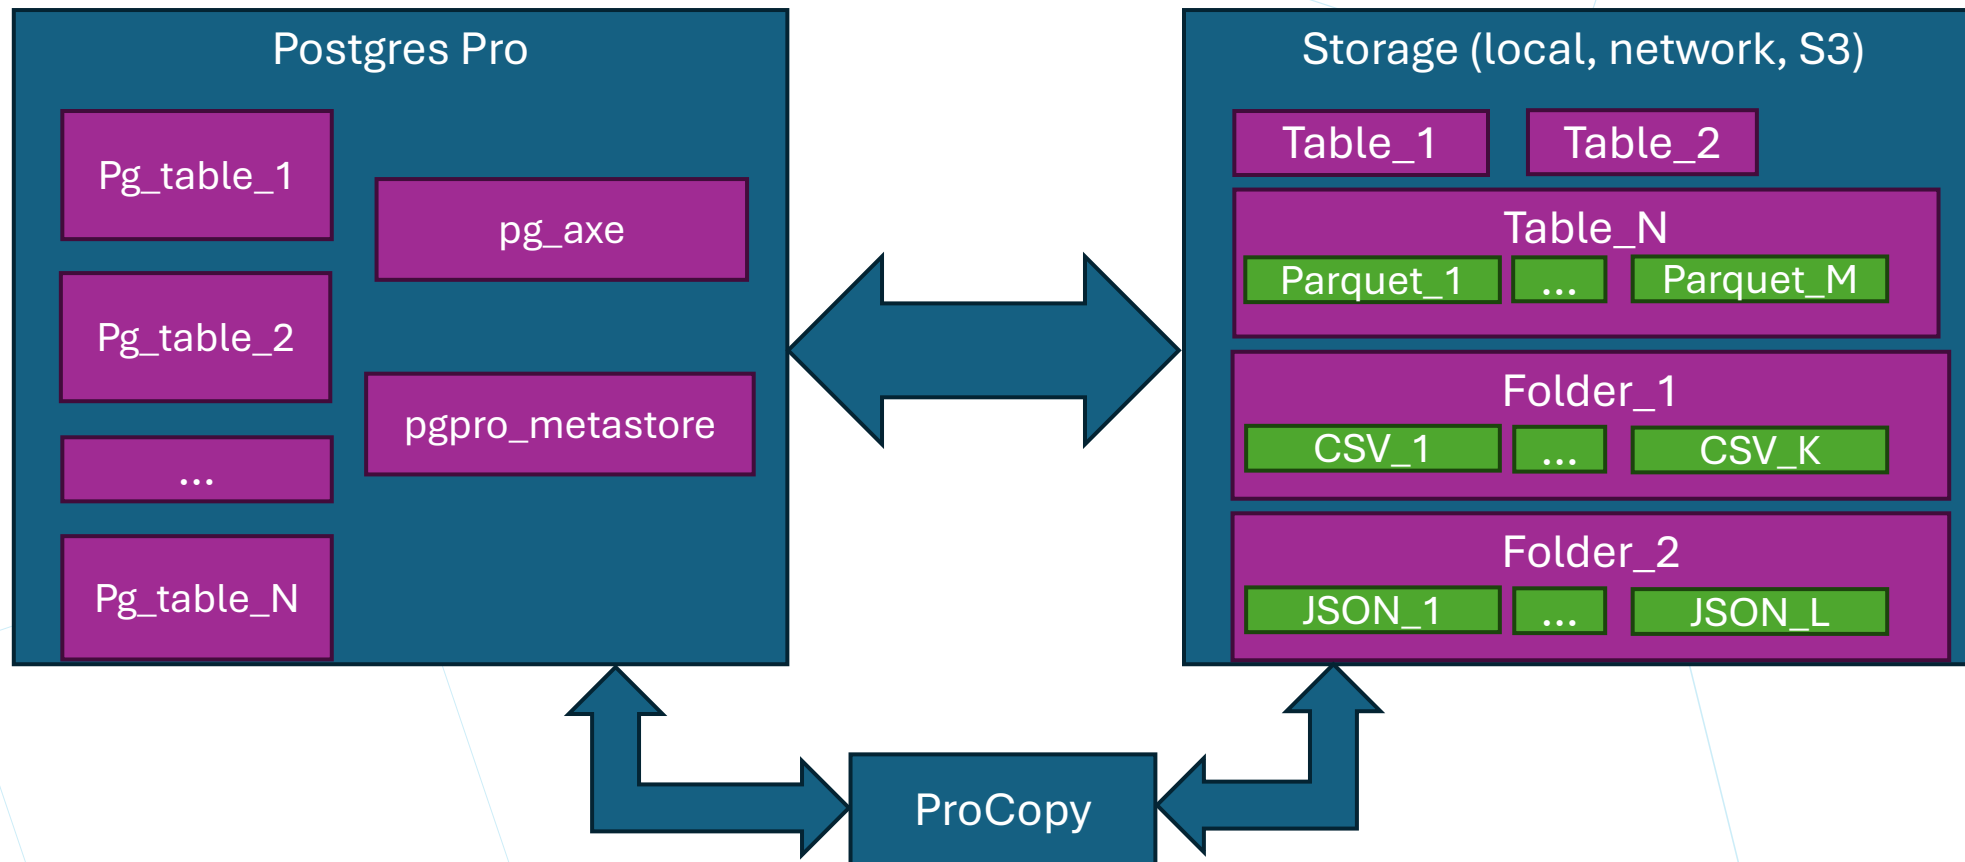 Postgres Pro
Pg_table_1
Pg_table_2
...
Pg_table_N
pg_axe
pgpro_metastore
Storage (local, network, S3)
Table_1
Table_2
Table_N
Parquet_1
...
Parquet_M
Folder_1
CSV_1
...
CSV_K
Folder_2
JSON_1
...
JSON_L
ProCopy